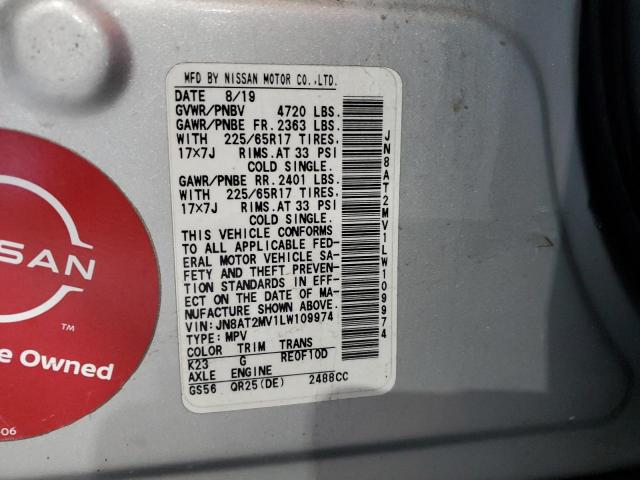 MFD BY NISSAN MOTOR CO.,LTD.
DATE 8/19
GVWR/PNBV 4720 LBS.
GAWR/PNBE FR. 2363 LBS.
WITH 225/65R17 TIRES.
17×7J RIMS.AT 33 PSI
COLD SINGLE.
GAWR/PNBE RR. 2401 LBS.
WITH 225/65R17 TIRES.
17×7J RIMS.AT 33 PSI
COLD SINGLE.
THIS VEHICLE CONFORMS
TO ALL APPLICABLE FED-
ERAL MOTOR VEHICLE SA-
FETY AND THEFT PREVEN-
TION STANDARDS IN EFF-
ECT ON THE DATE OF MA-
NUFACTURE SHOWN ABOVE.
VIN: JN8AT2MV1LW109974
TYPE: MPV
COLOR TRIM TRANS
K23 G RE0F10D
AXLE ENGINE
GS56 QR25(DE) 2488CC
JN8AT2MV1LW109974
SSAN
TM
e Owned
06